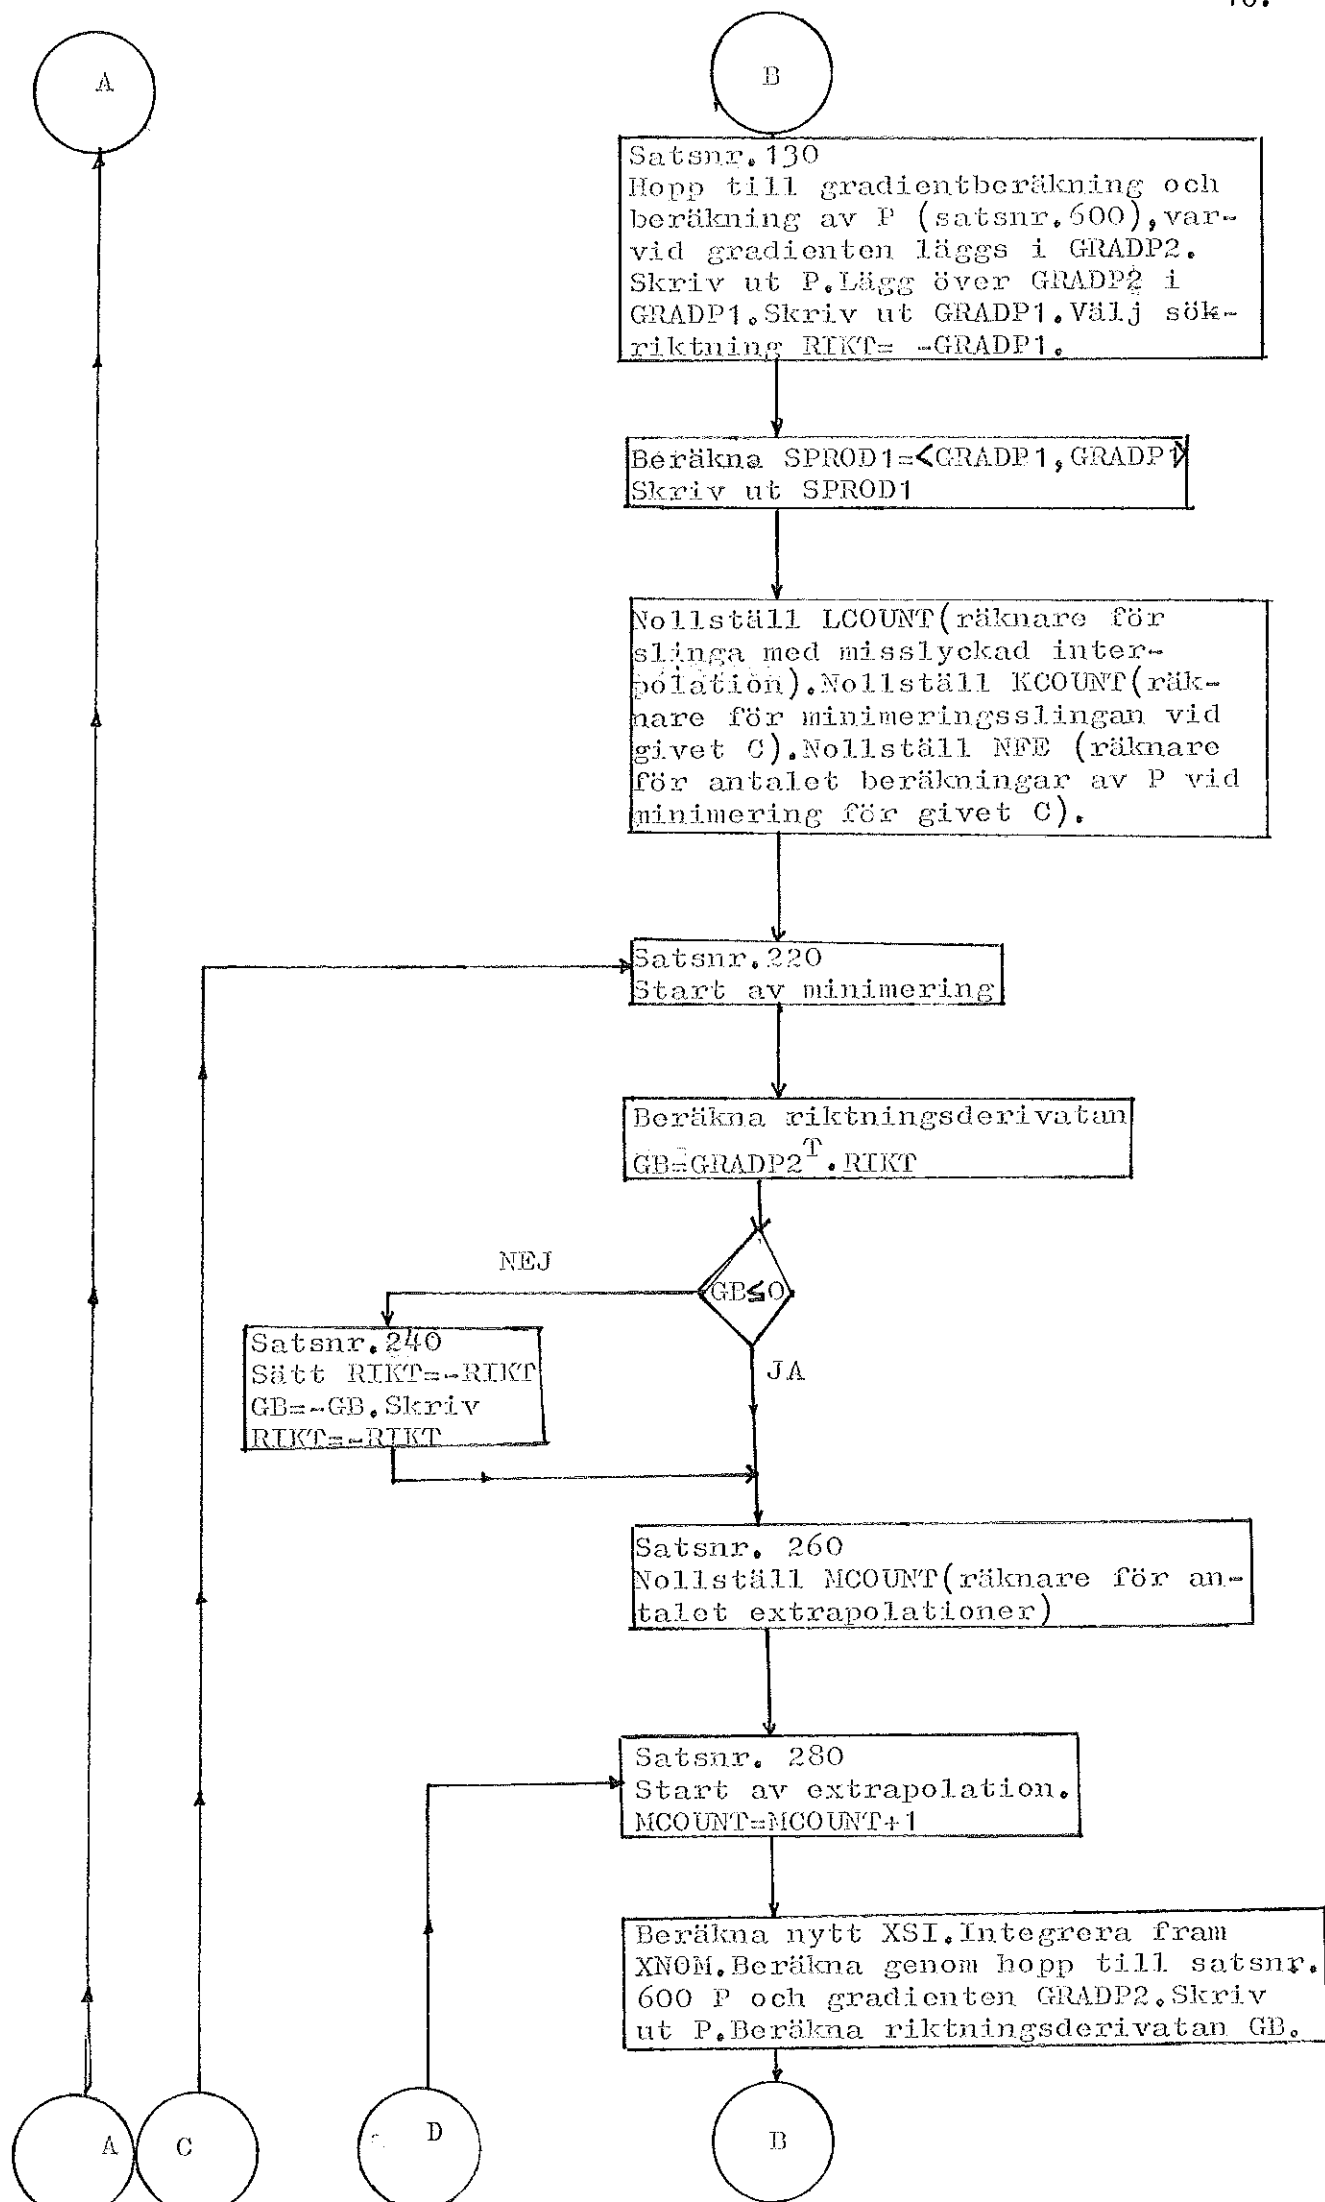 A
B
Satsnr.130
Hopp till gradientberäkning och
beräkning av P (satsnr.600),var-
vid gradienten läggs i GRADP2.
Skriv ut P.Lägg över GRADP2 i
GRADP1.Skriv ut GRADP1.Välj sök-
riktning RIKT= -GRADP1.
Beräkna SPROD1=<GRADP1,GRADP1>
Skriv ut SPROD1
Nollställ LCOUNT(räknare för
slinga med misslyckad inter-
polation).Nollställ KCOUNT(räk-
nare för minimeringsslingan vid
givet C).Nollställ NFE (räknare
för antalet beräkningar av P vid
minimering för givet C).
Satsnr.220
Start av minimering
Beräkna riktningsderivatan
GB=GRADP2ᵀ.RIKT
NEJ
GB≤0
JA
Satsnr.240
Sätt RIKT=-RIKT
GB=-GB.Skriv
RIKT=-RIKT
Satsnr. 260
Nollställ MCOUNT(räknare för an-
talet extrapolationer)
Satsnr. 280
Start av extrapolation.
MCOUNT=MCOUNT+1
Beräkna nytt XSI.Integrera fram
XNOM.Beräkna genom hopp till satsnr.
600 P och gradienten GRADP2.Skriv
ut P.Beräkna riktningsderivatan GB.
A
C
D
B